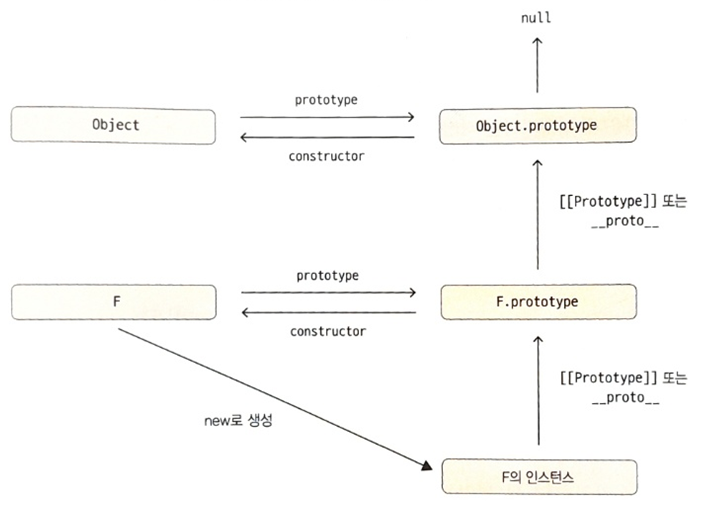 null
prototype
Object
Object.prototype
constructor
[[Prototype]] 또는
__proto__
prototype
F
F.prototype
constructor
[[Prototype]] 또는
__proto__
new로 생성
F의 인스턴스